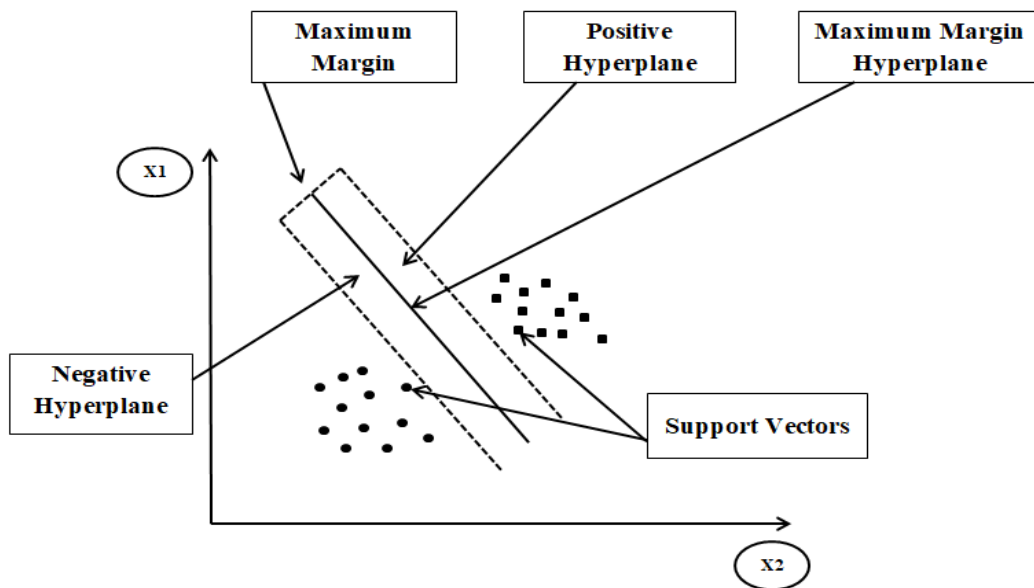 Maximum
Margin
Positive
Hyperplane
Maximum Margin
Hyperplane
X1
Negative
Hyperplane
Support Vectors
X2